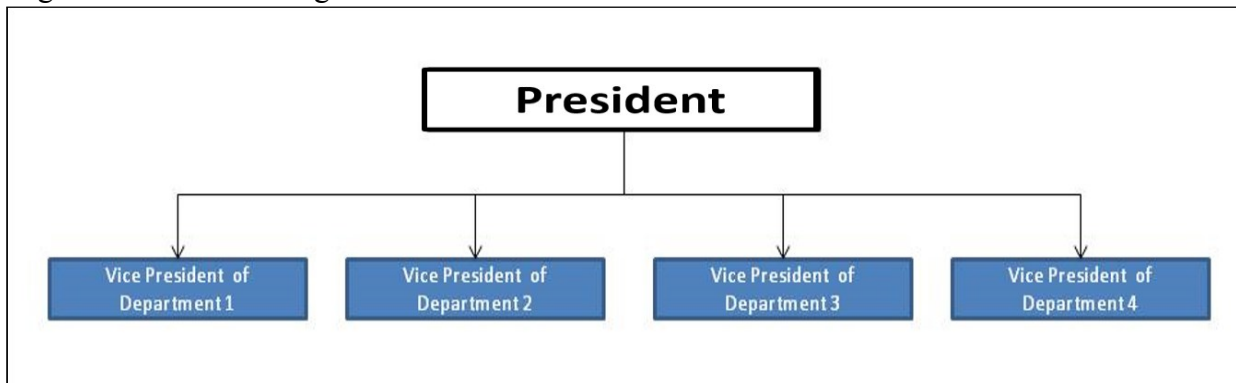 President
Vice President of
Department 1
Vice President of
Department 2
Vice President of
Department 3
Vice President of
Department 4